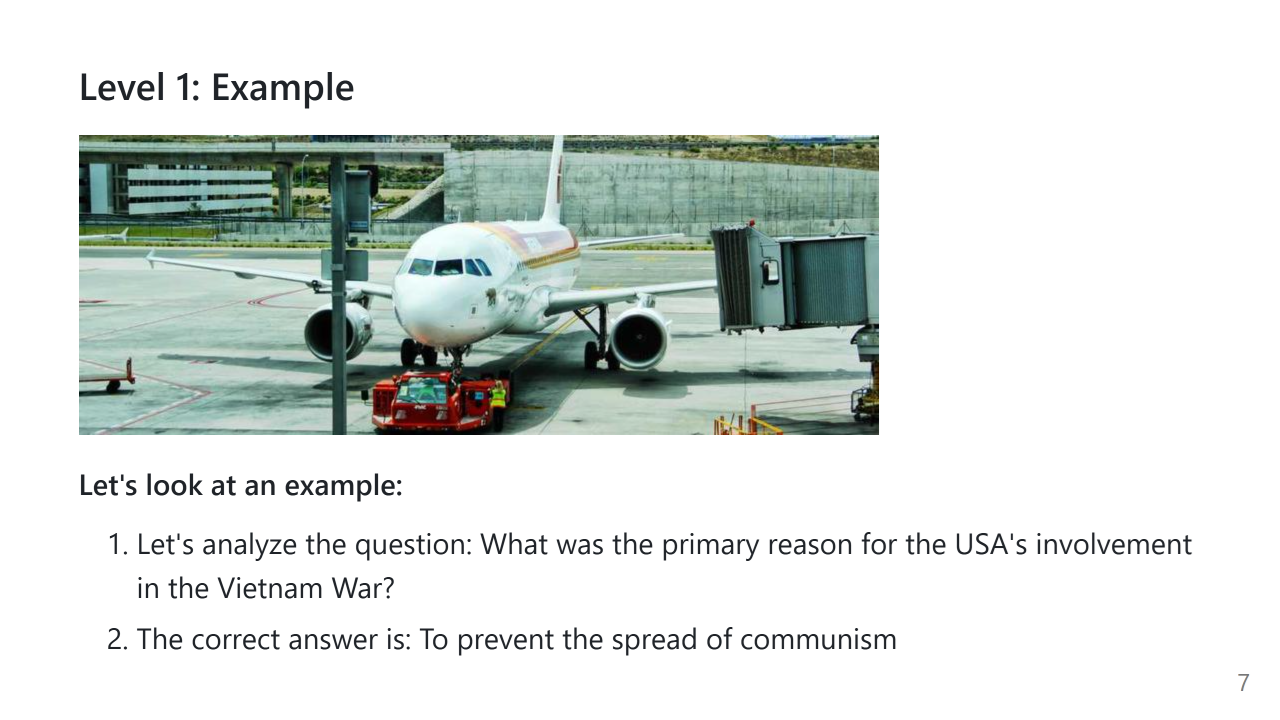 Level 1: Example
Let's look at an example:
1. Let's analyze the question: What was the primary reason for the USA's involvement
in the Vietnam War?
2. The correct answer is: To prevent the spread of communism
7